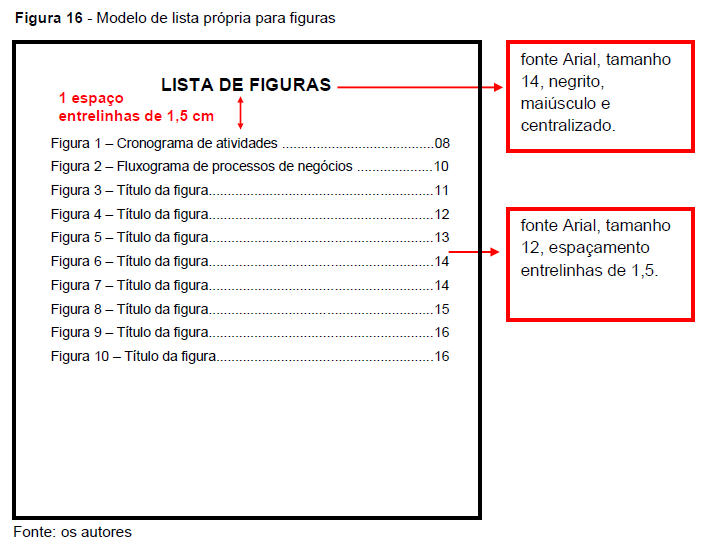 Figura 16 - Modelo de lista própria para figuras
LISTA DE FIGURAS
1 espaço
entrelinhas de 1,5 cm
Figura 1 – Cronograma de atividades ......................................08
Figura 2 – Fluxograma de processos de negócios ...................10
Figura 3 – Título da figura.........................................................11
Figura 4 – Título da figura.........................................................12
Figura 5 – Título da figura.........................................................13
Figura 6 – Título da figura.........................................................14
Figura 7 – Título da figura.........................................................14
Figura 8 – Título da figura.........................................................15
Figura 9 – Título da figura.........................................................16
Figura 10 – Título da figura.......................................................16
fonte Arial, tamanho
14, negrito,
maiúsculo e
centralizado.
fonte Arial, tamanho
12, espaçamento
entrelinhas de 1,5.
Fonte: os autores